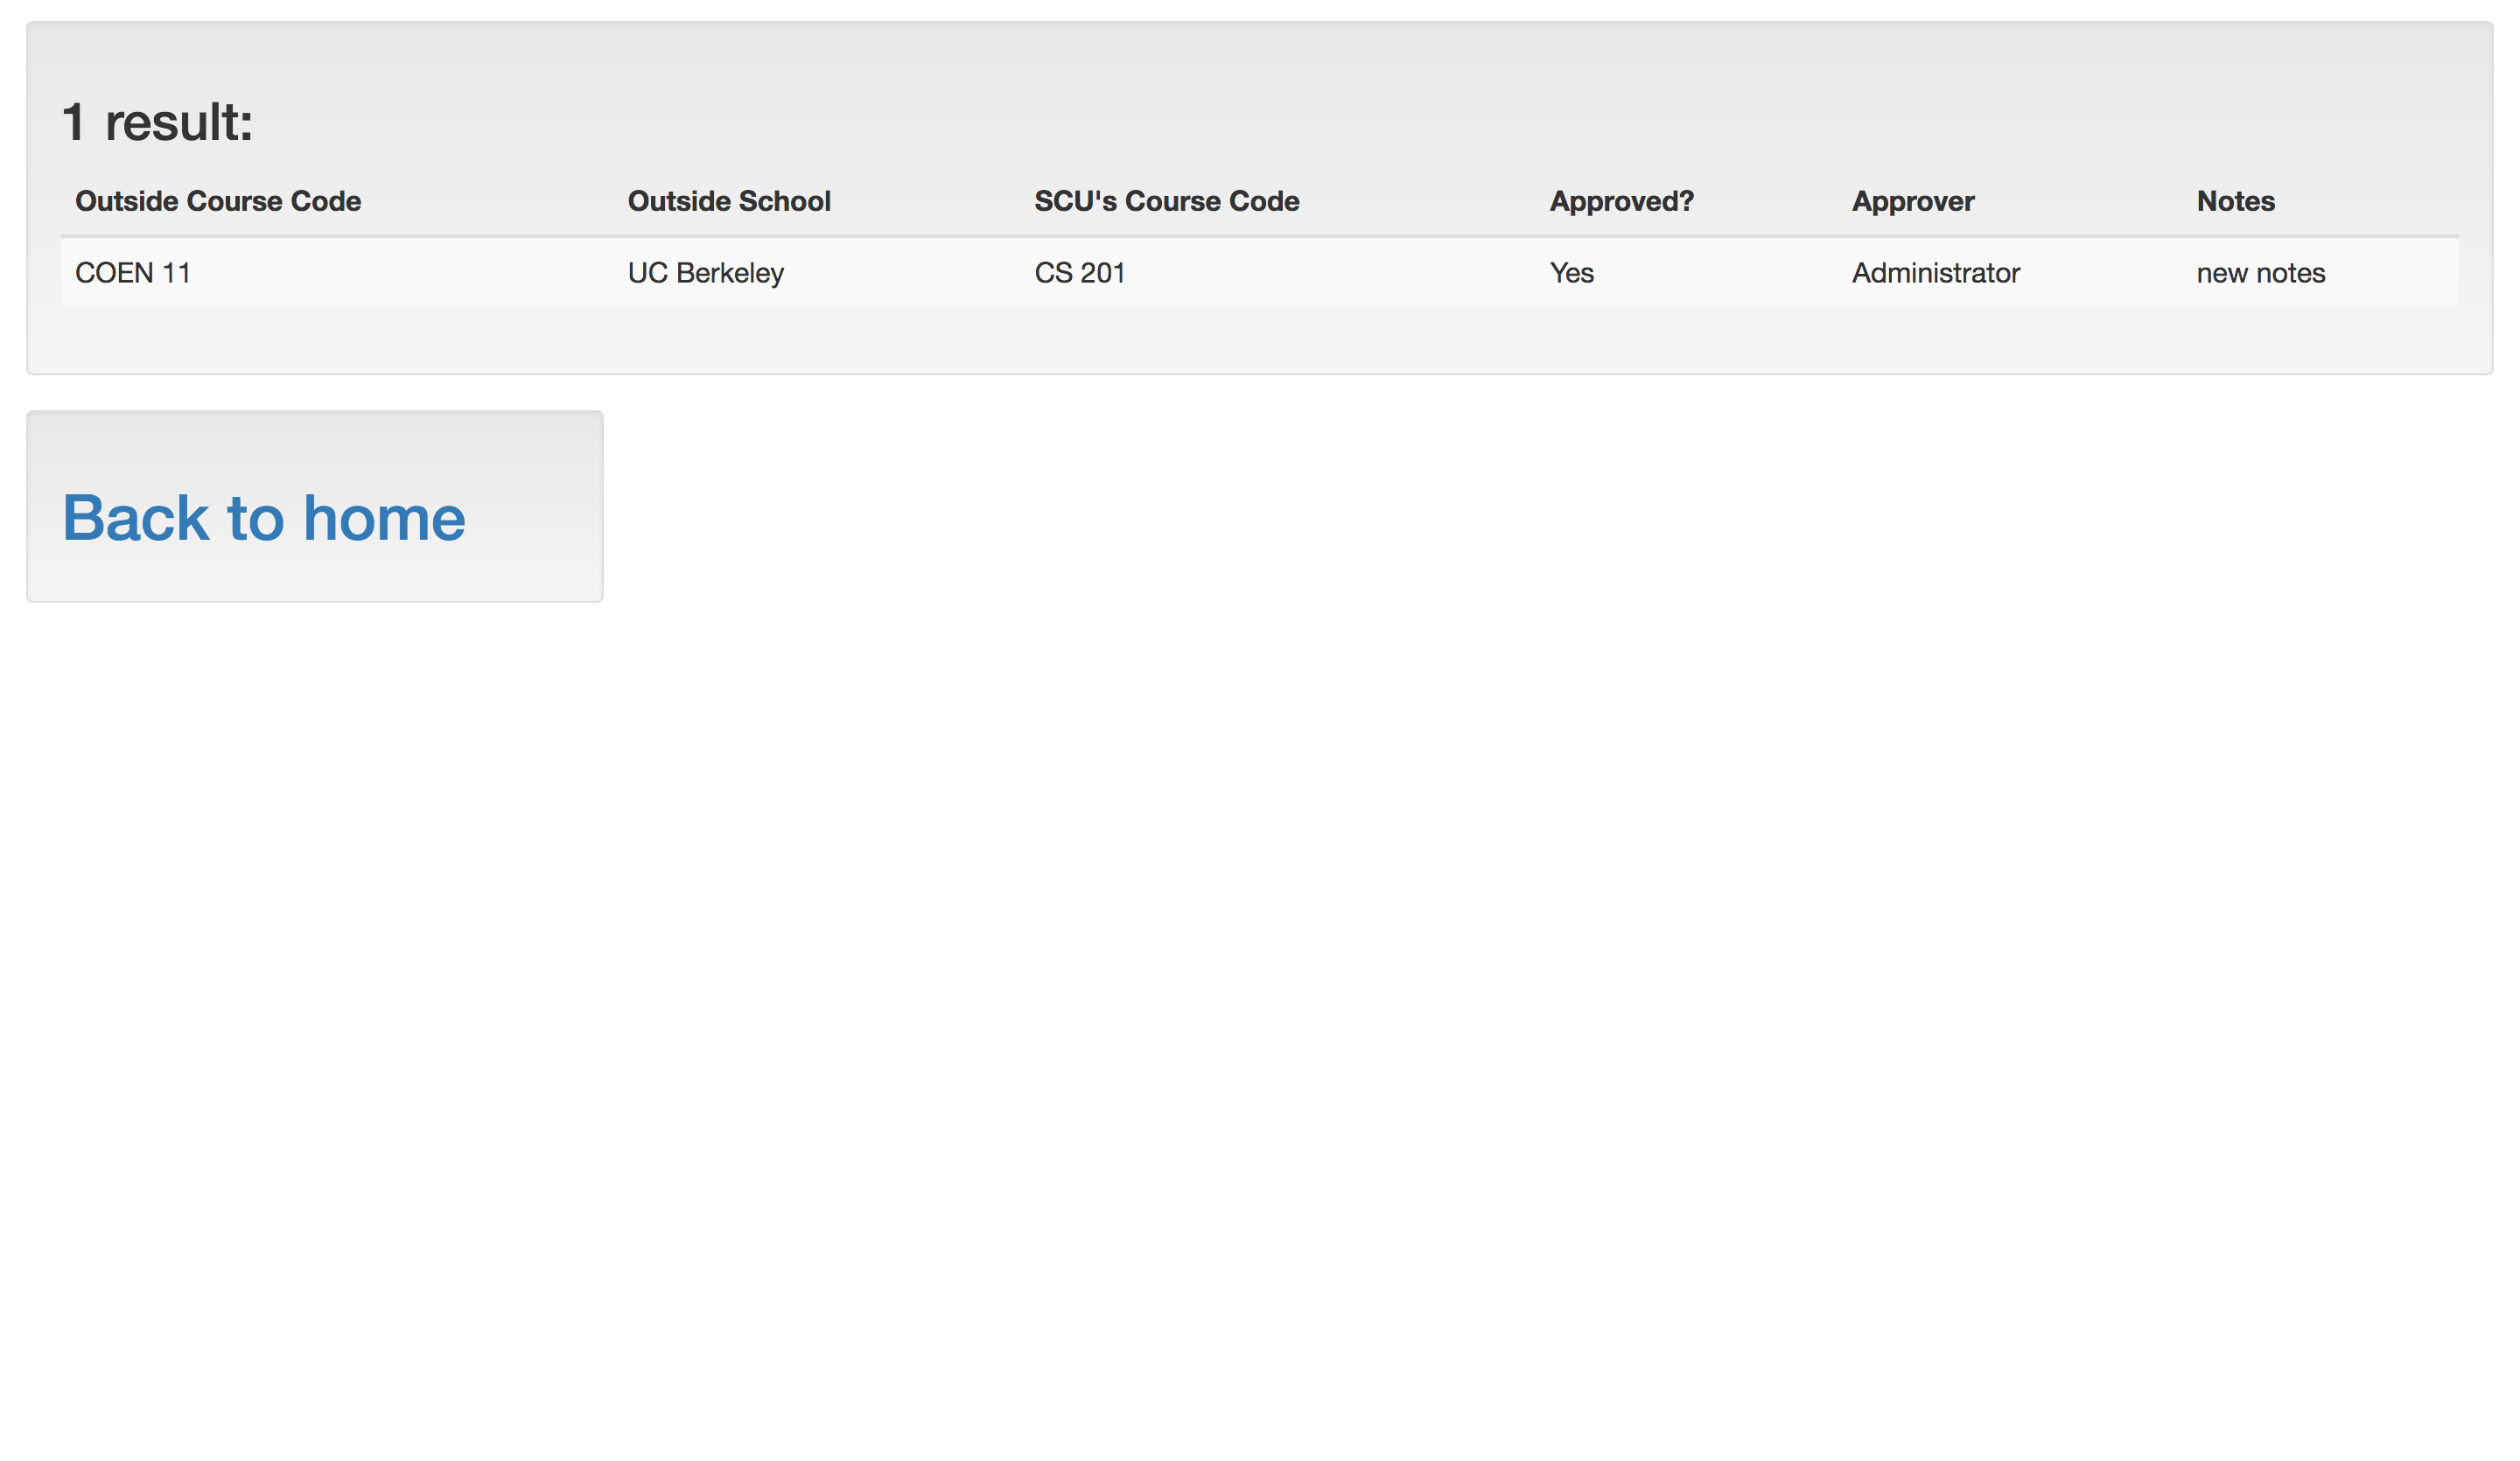 1 result:
Outside Course Code Outside School SCU's Course Code Approved? Approver Notes
COEN 11 UC Berkeley CS 201 Yes Administrator new notes
Back to home